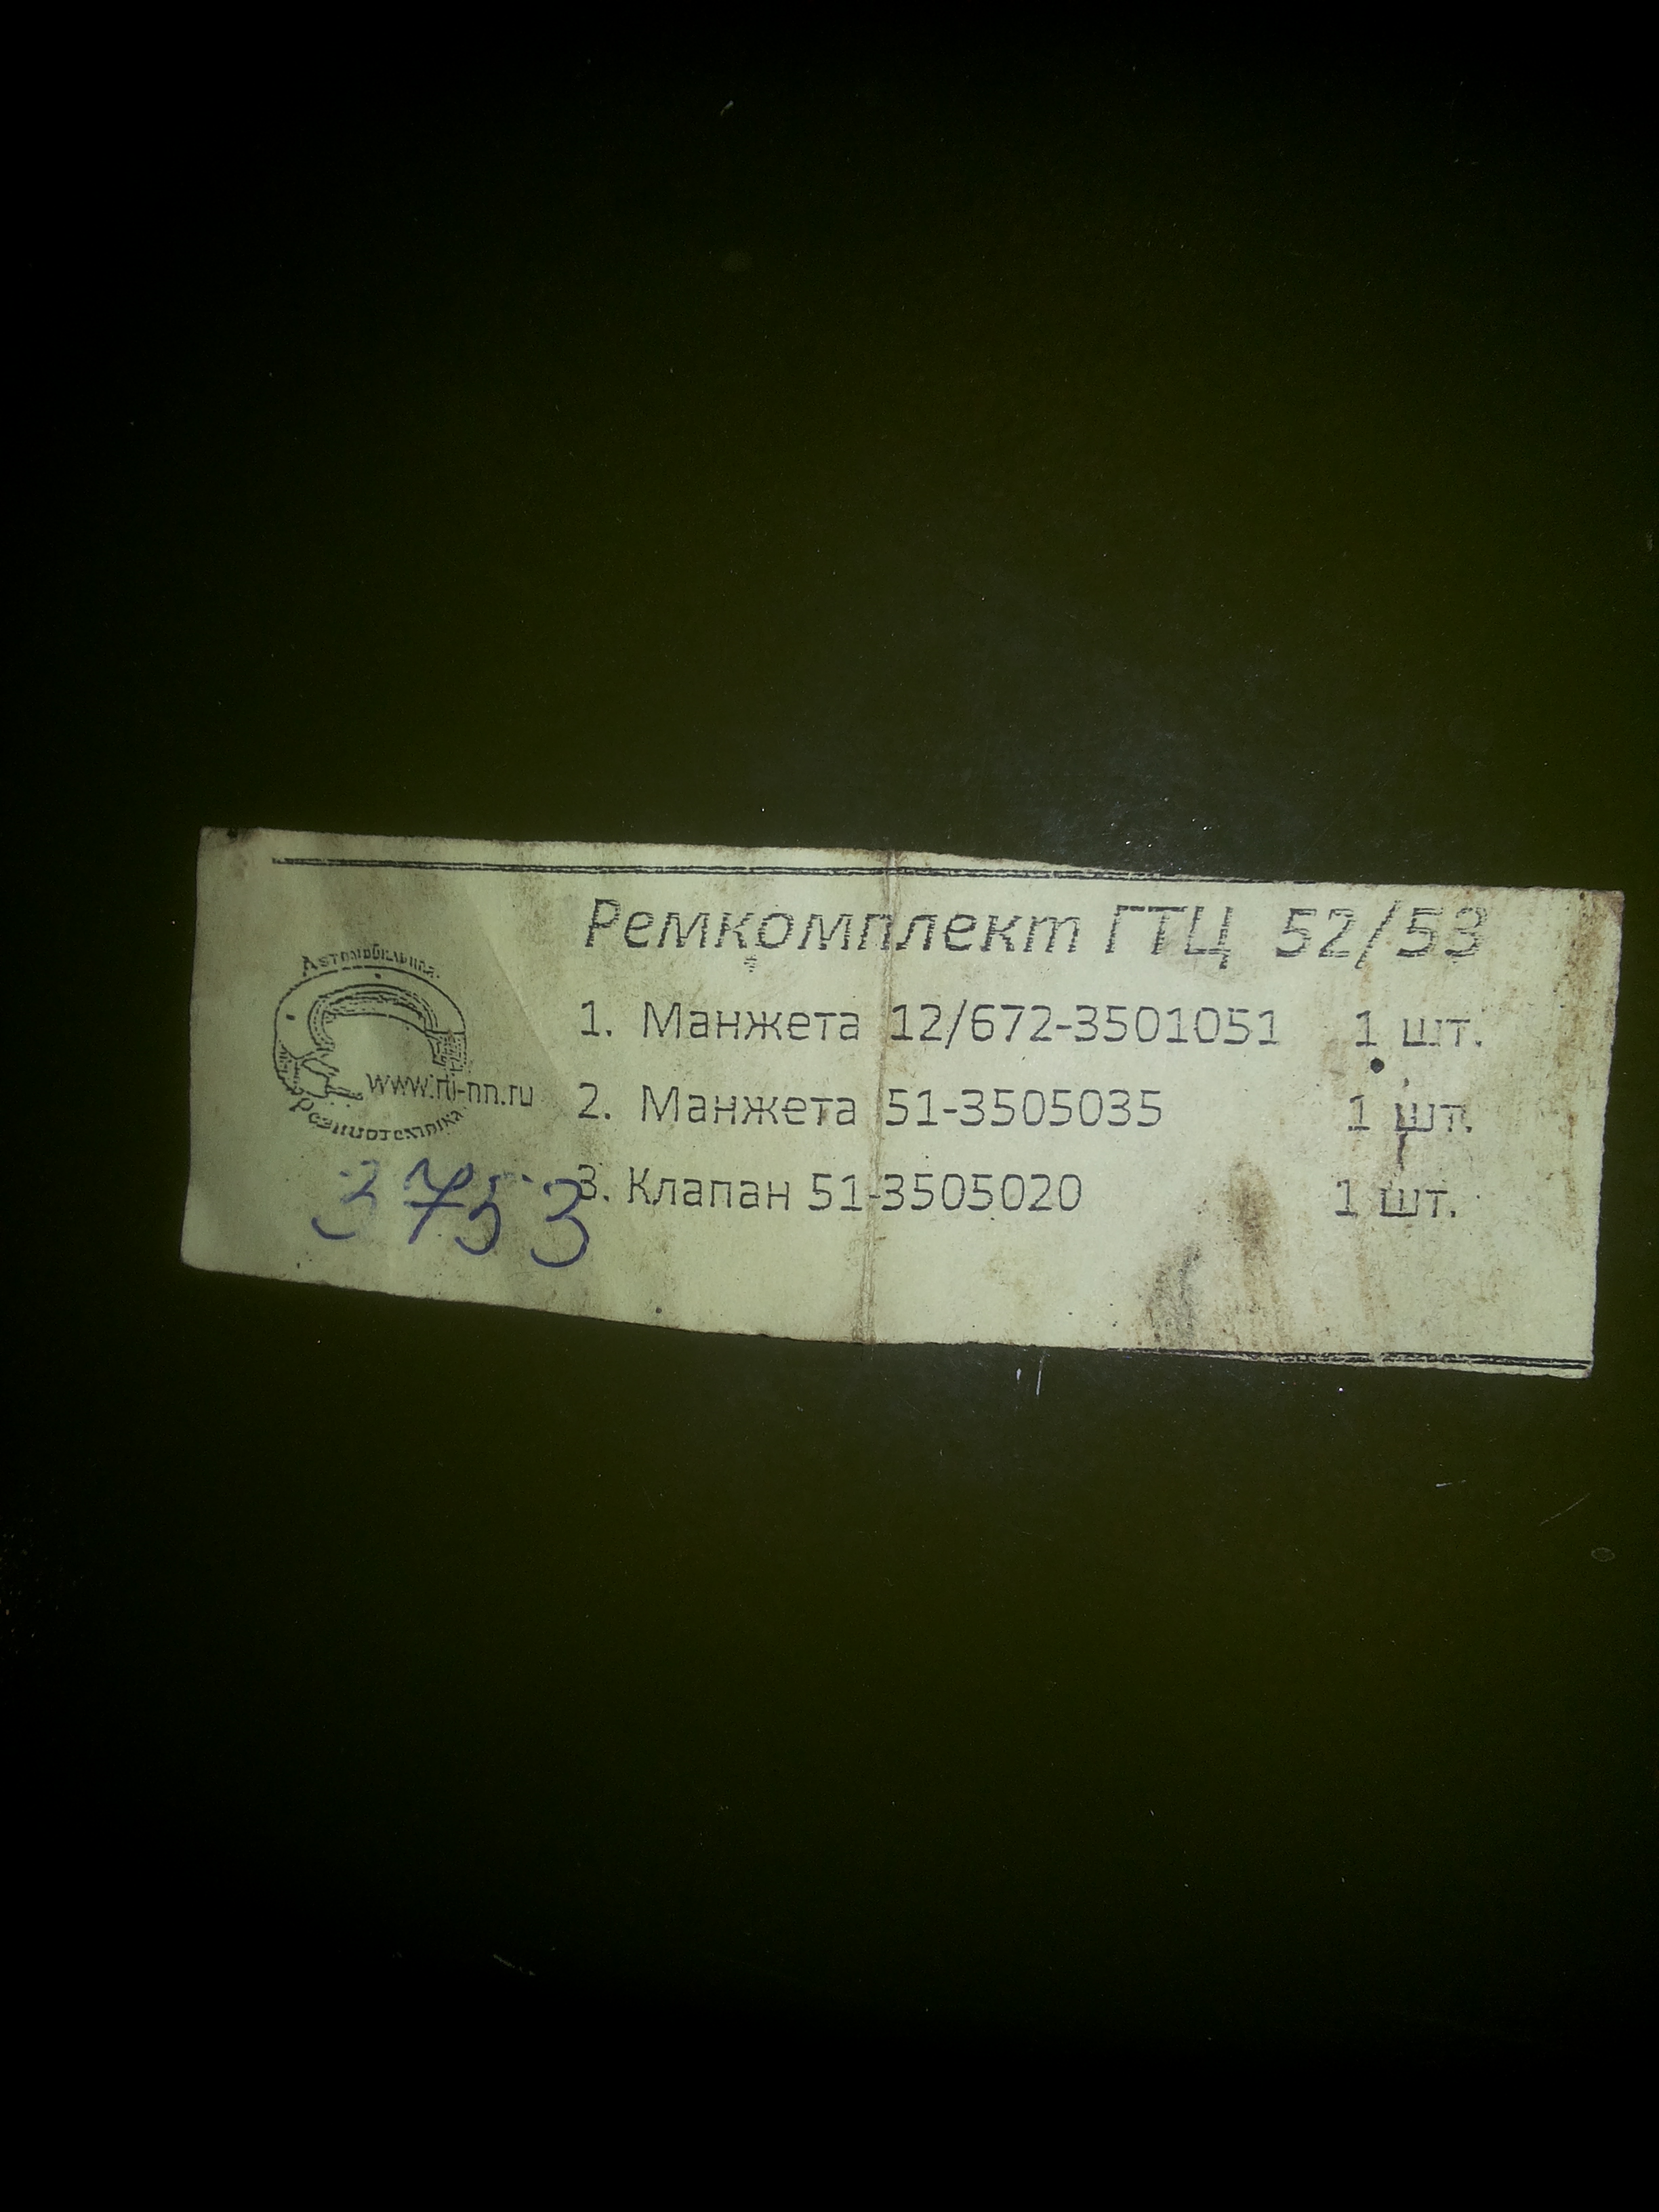 Ремкомплект ГТЦ 52/53
Автомобильная
www.rti-nn.ru
Резинотехника
1. Манжета 12/672-3501051 1 шт.
2. Манжета 51-3505035 1 шт.
3. Клапан 51-3505020 1 шт.
3753